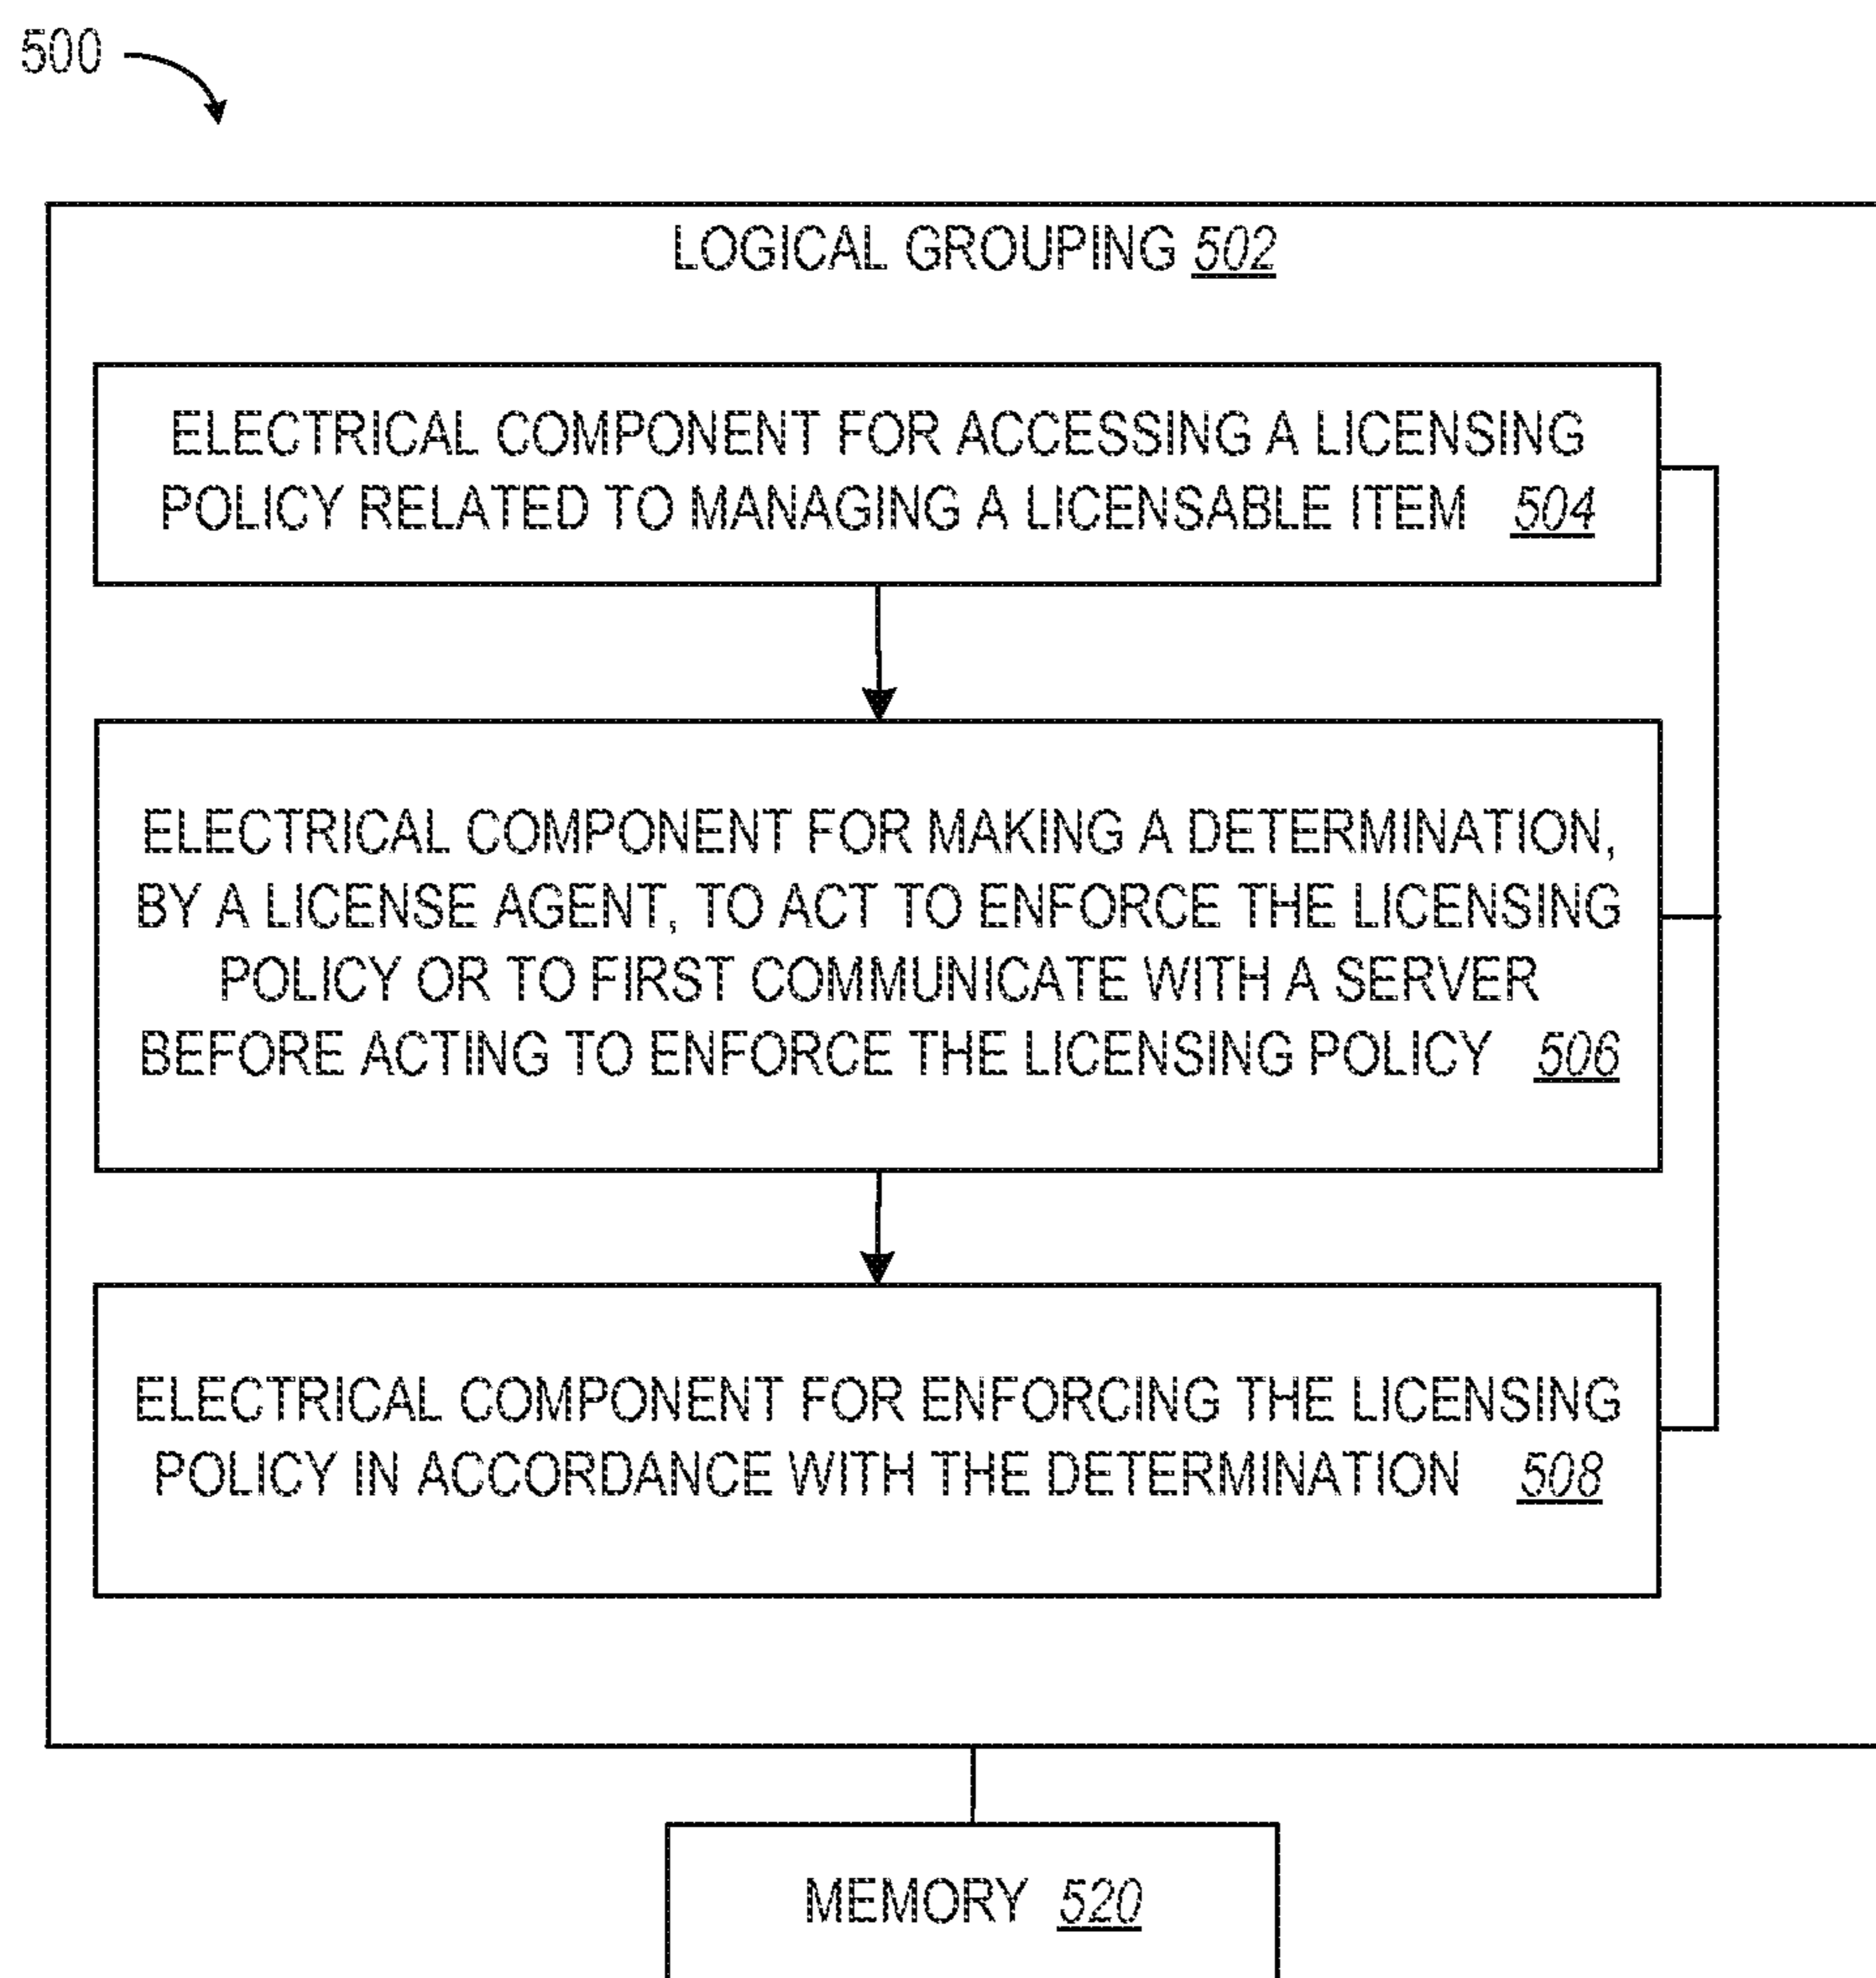 500
LOGICAL GROUPING 502
ELECTRICAL COMPONENT FOR ACCESSING A LICENSING
POLICY RELATED TO MANAGING A LICENSABLE ITEM 504
ELECTRICAL COMPONENT FOR MAKING A DETERMINATION,
BY A LICENSE AGENT, TO ACT TO ENFORCE THE LICENSING
POLICY OR TO FIRST COMMUNICATE WITH A SERVER
BEFORE ACTING TO ENFORCE THE LICENSING POLICY 506
ELECTRICAL COMPONENT FOR ENFORCING THE LICENSING
POLICY IN ACCORDANCE WITH THE DETERMINATION 508
MEMORY 520